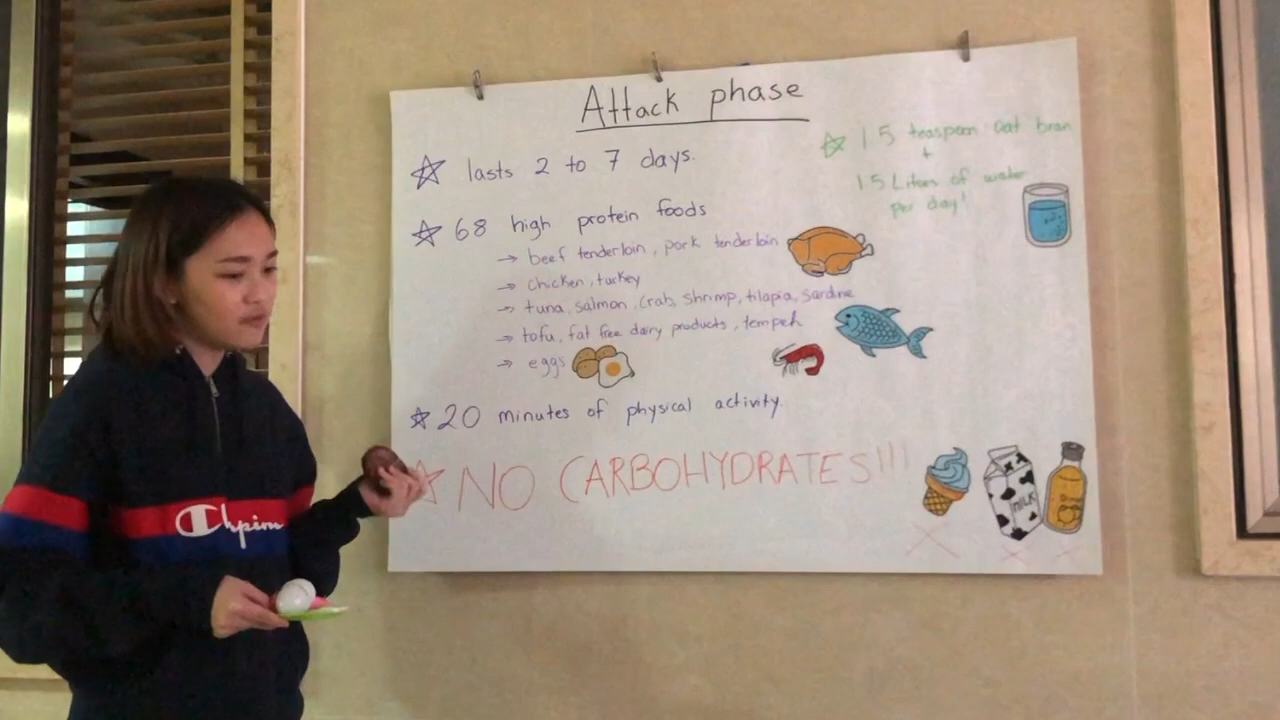 Attack phase
lasts 2 to 7 days.
68 high protein foods
→ beef tenderloin, pork tenderloin
→ chicken, turkey
→ tuna, salmon, crab, shrimp, tilapia, sardine
→ tofu, fat free dairy products, tempeh
→ eggs
20 minutes of physical activity.
NO CARBOHYDRATES!!!
1.5 teaspoon oat bran
+
1.5 Liters of water
per day!
MILK
Chpion